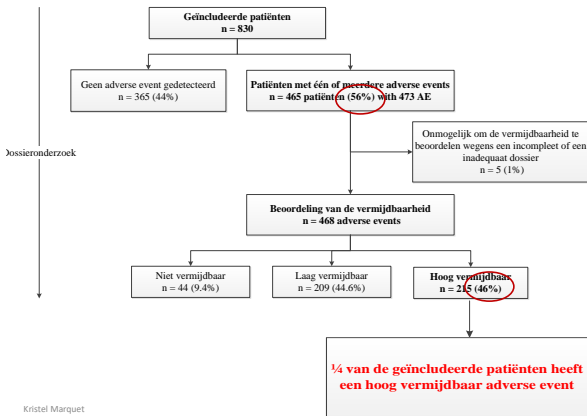 Geïncludeerde patiënten
n = 830
Geen adverse event gedetecteerd
n = 365 (44%)
Patiënten met één of meerdere adverse events
n = 465 patiënten (56%) with 473 AE
Onmogelijk om de vermijdbaarheid te
beoordelen wegens een incompleet of een
inadequaat dossier
n = 5 (1%)
Dossieronderzoek
Beoordeling van de vermijdbaarheid
n = 468 adverse events
Niet vermijdbaar
n = 44 (9.4%)
Laag vermijdbaar
n = 209 (44.6%)
Hoog vermijdbaar
n = 215 (46%)
¼ van de geïncludeerde patiënten heeft
een hoog vermijdbaar adverse event
Kristel Marquet